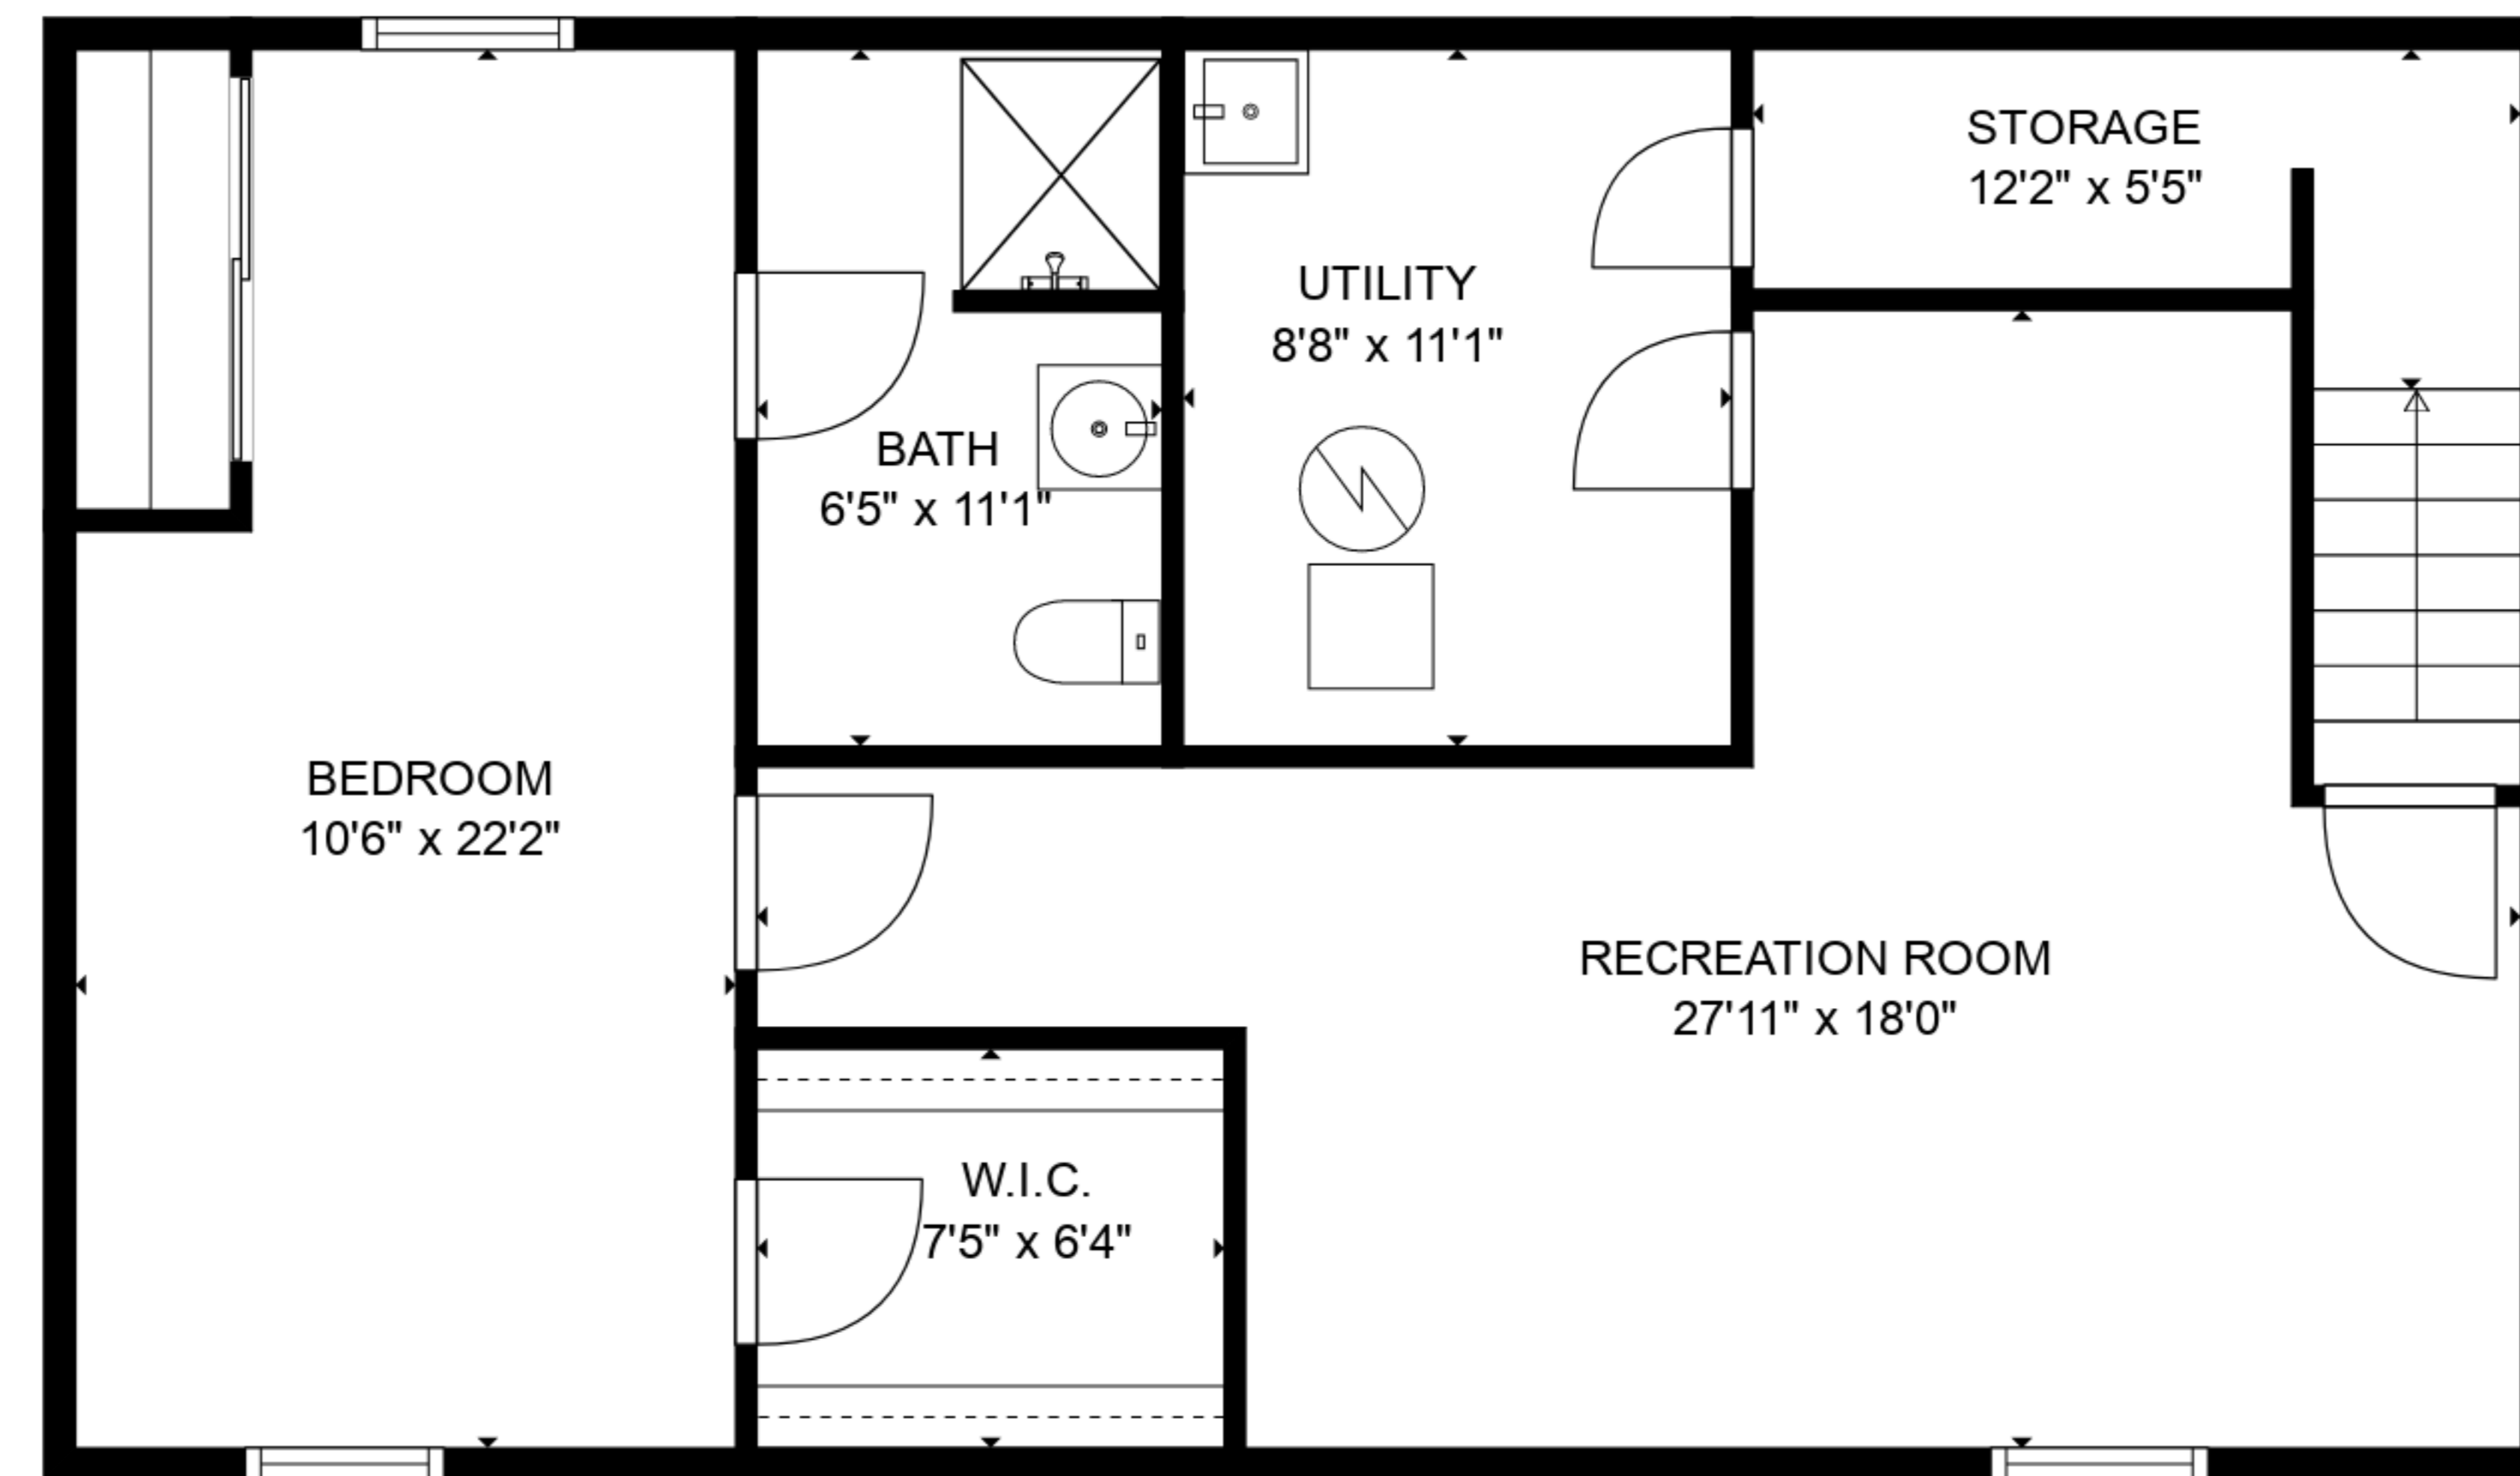 STORAGE
12'2" x 5'5"
UTILITY
8'8" x 11'1"
BATH
6'5" x 11'1"
BEDROOM
10'6" x 22'2"
RECREATION ROOM
27'11" x 18'0"
W.I.C.
7'5" x 6'4"